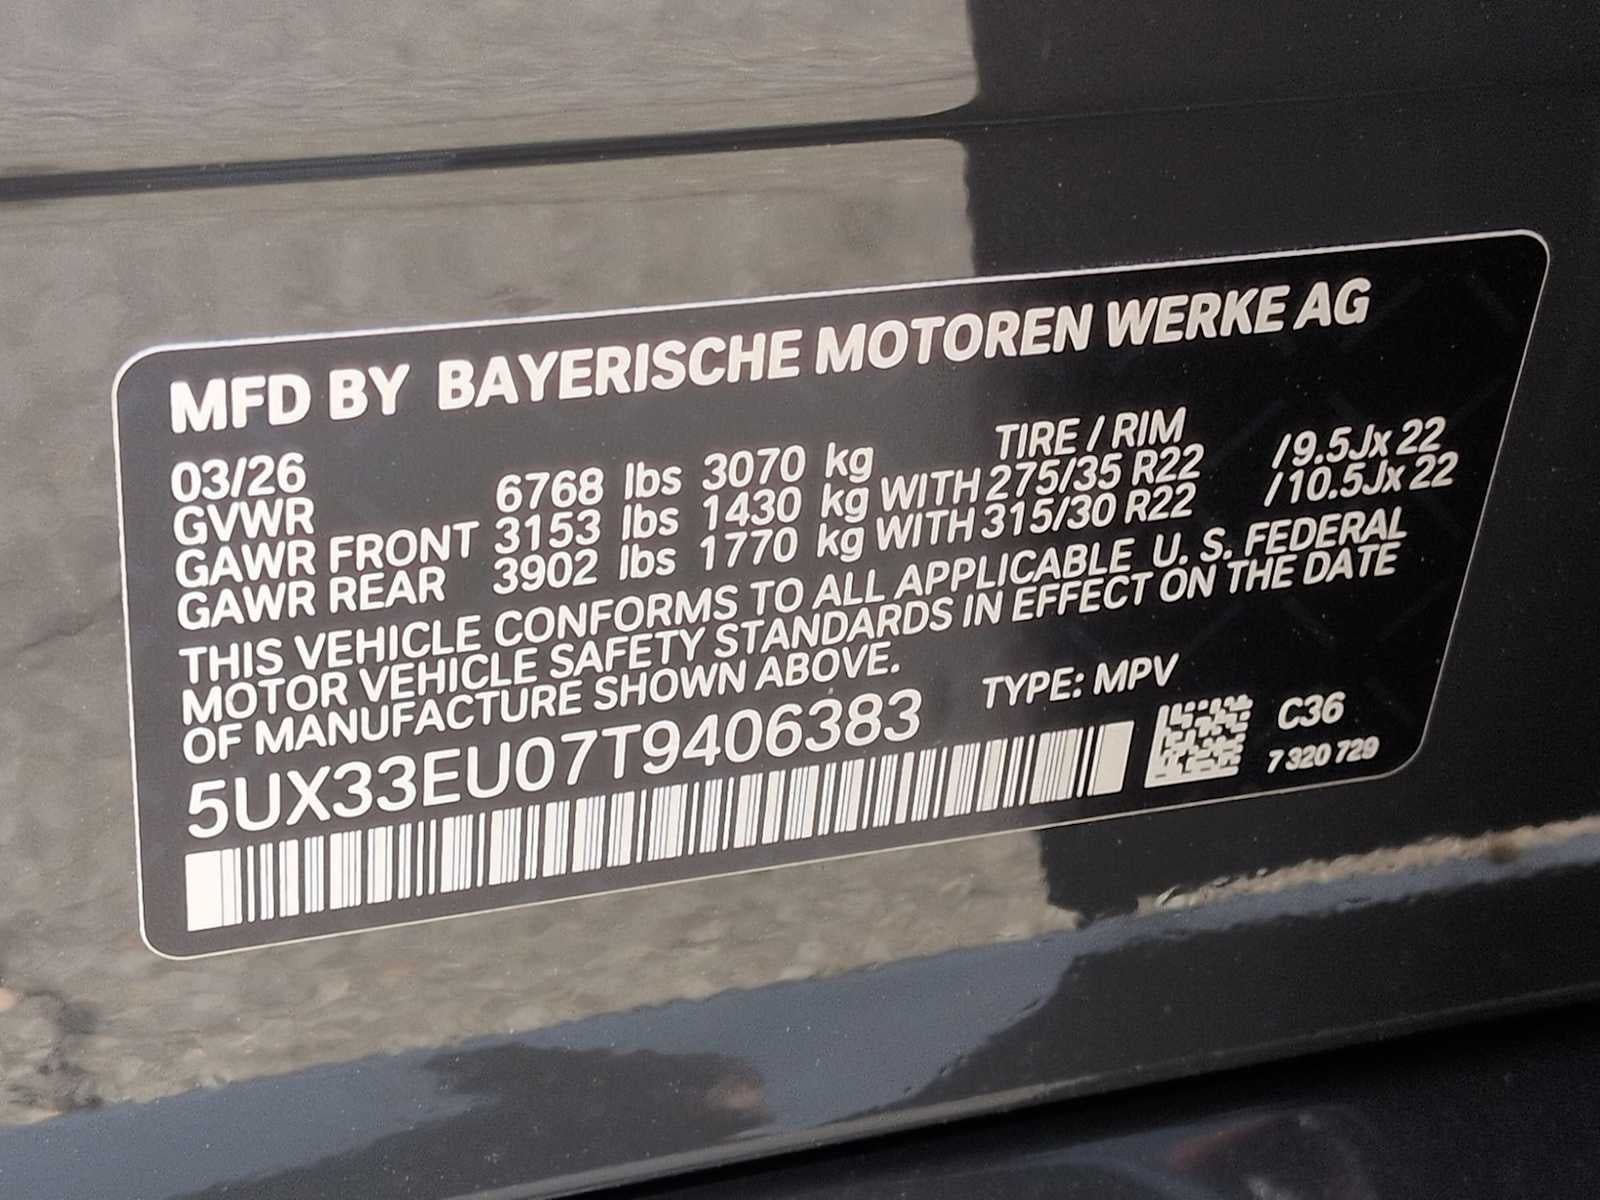 MFD BY BAYERISCHE MOTOREN WERKE AG
03/26 TIRE / RIM
GVWR 6768 lbs 3070 kg
GAWR FRONT 3153 lbs 1430 kg WITH 275/35 R22 /9.5Jx 22
GAWR REAR 3902 lbs 1770 kg WITH 315/30 R22 /10.5Jx 22
THIS VEHICLE CONFORMS TO ALL APPLICABLE U. S. FEDERAL
MOTOR VEHICLE SAFETY STANDARDS IN EFFECT ON THE DATE
OF MANUFACTURE SHOWN ABOVE.
5UX33EU07T9406383 TYPE: MPV
C36
7 320 729